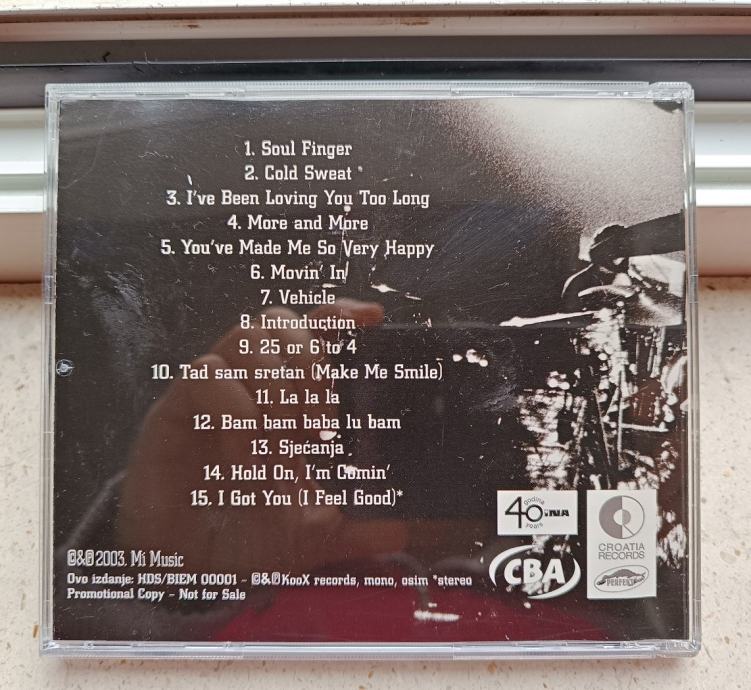 1. Soul Finger
2. Cold Sweat *
3. I've Been Loving You Too Long
4. More and More
5. You've Made Me So Very Happy
6. Movin' In
7. Vehicle
8. Introduction
9. 25 or 6 to 4
10. Tad sam sretan (Make Me Smile)
11. La la la
12. Bam bam baba lu bam
13. Sjećanja
14. Hold On, I'm Comin'
15. I Got You (I Feel Good)*
40 godina years INA
CROATIA
RECORDS
PERFEKT
CBA
©&℗ 2003. Mi Music
Ovo izdanje: HDS/BIEM 00001 - ©&℗ KooX records, mono, osim *stereo
Promotional Copy - Not for Sale